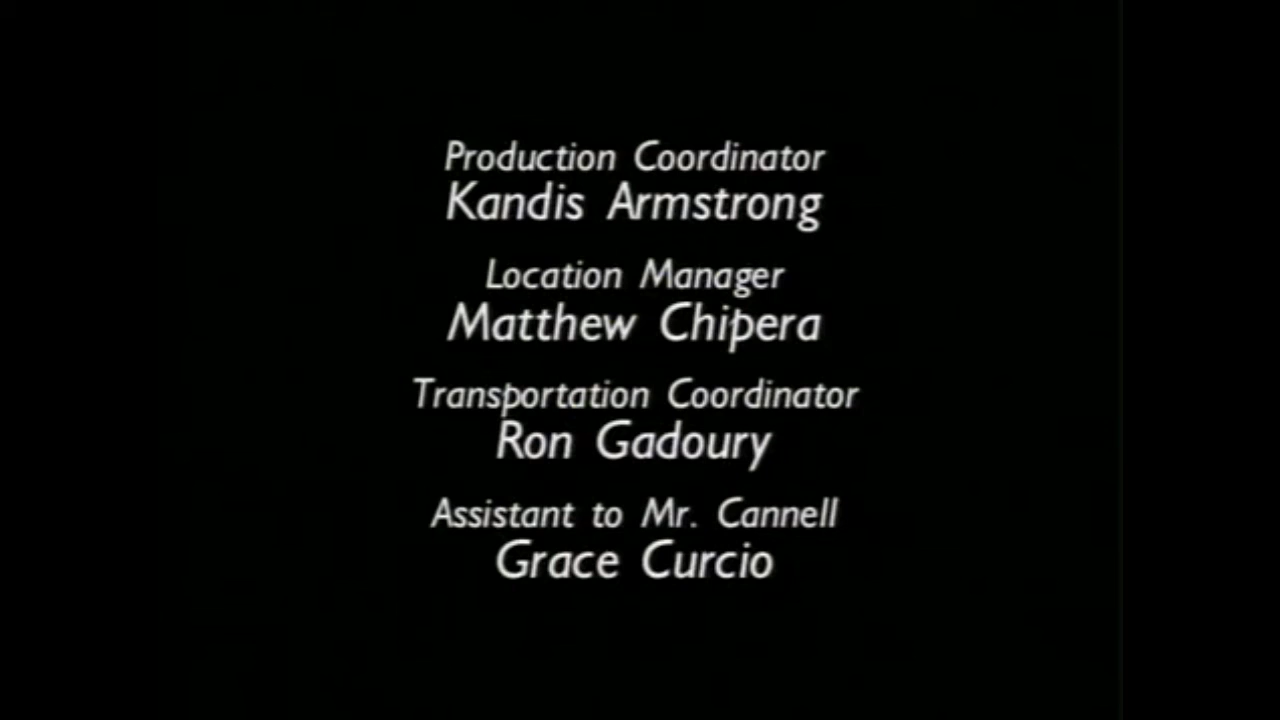 Production Coordinator
Kandis Armstrong
Location Manager
Matthew Chipera
Transportation Coordinator
Ron Gadoury
Assistant to Mr. Cannell
Grace Curcio